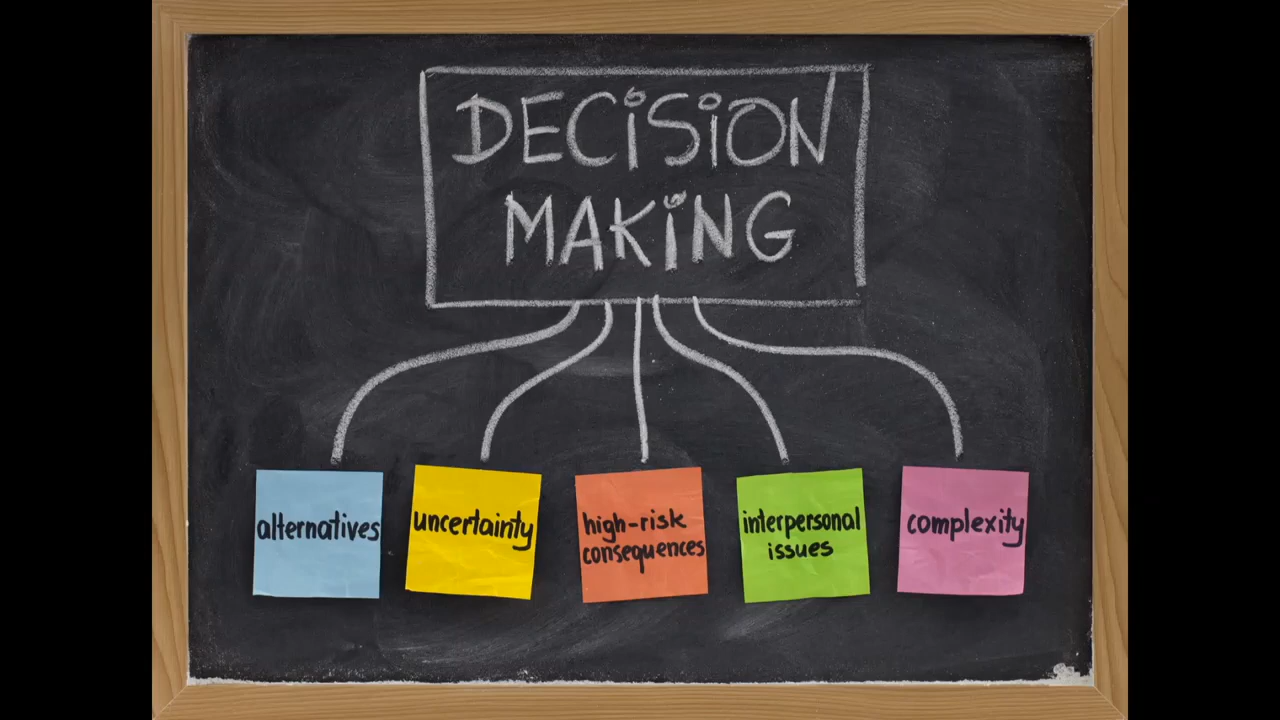 DECISION
MAKING
alternatives
uncertainty
high-risk
consequences
interpersonal
issues
complexity